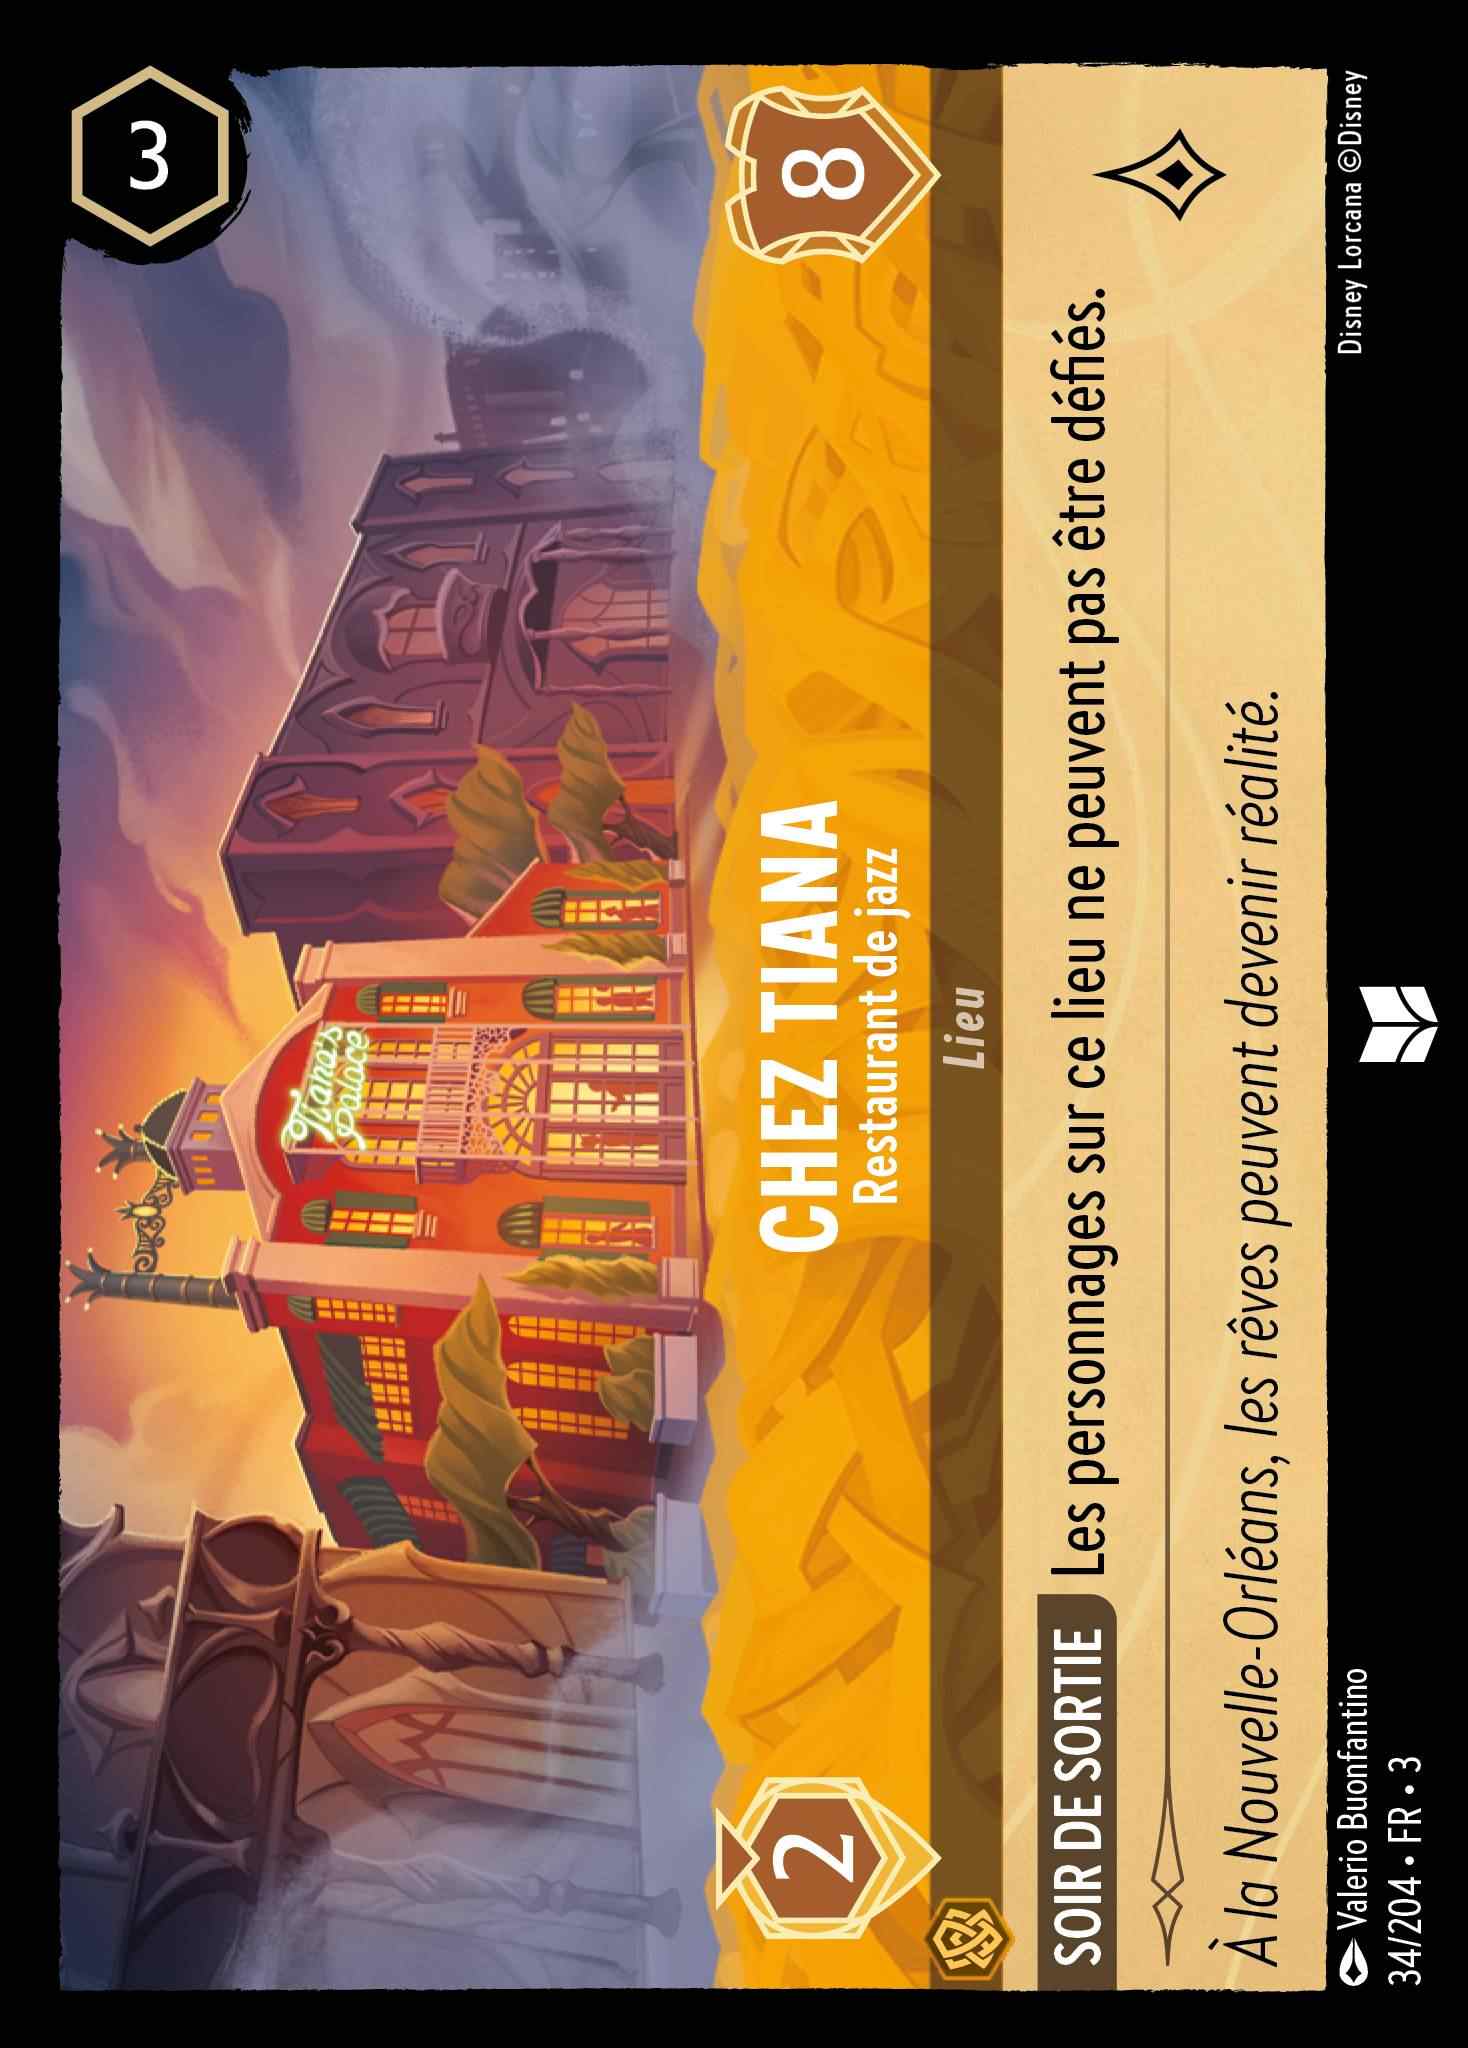 3
Tiana's
Palace
2
CHEZ TIANA
Restaurant de jazz
8
Lieu
SOIR DE SORTIE Les personnages sur ce lieu ne peuvent pas être défiés.
À la Nouvelle-Orléans, les rêves peuvent devenir réalité.
Valerio Buonfantino
Disney Lorcana ©Disney
34/204 • FR • 3